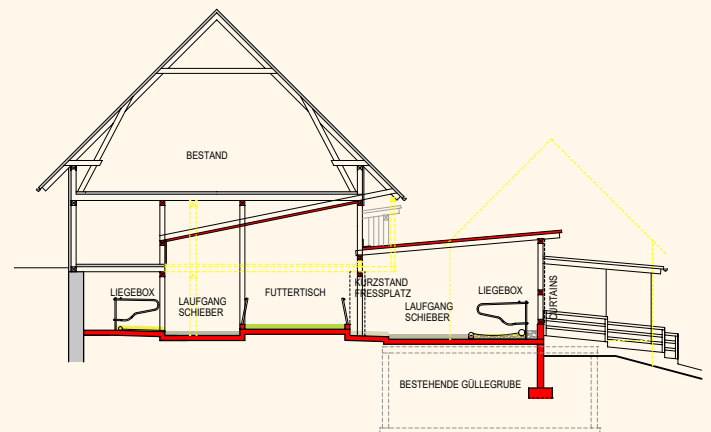 BESTAND
LIEGEBOX
LAUFGANG
SCHIEBER
FUTTERTISCH
KURZSTAND
FRESSPLATZ
LAUFGANG
SCHIEBER
LIEGEBOX
CURTAINS
BESTEHENDE GÜLLEGRUBE